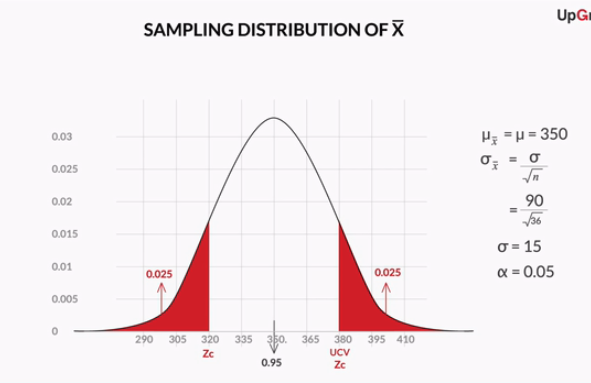 UpGr
SAMPLING DISTRIBUTION OF X̅
0.03
0.025
0.02
0.015
0.01
0.005
0
0.025
0.025
μx̅ = μ = 350
σx̅ = σ/√n
= 90/√36
σ = 15
α = 0.05
290 305 320 335 350. 365 380 395 410
Zc
0.95
UCV
Zc